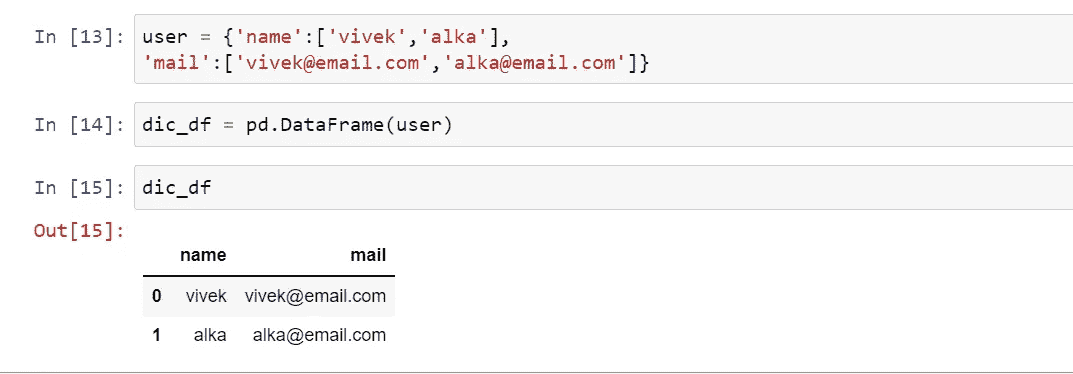 In [13]: user = {'name':['vivek','alka'],
'mail':['vivek@email.com','alka@email.com']}
In [14]: dic_df = pd.DataFrame(user)
In [15]: dic_df
Out[15]:
name mail
0 vivek vivek@email.com
1 alka alka@email.com